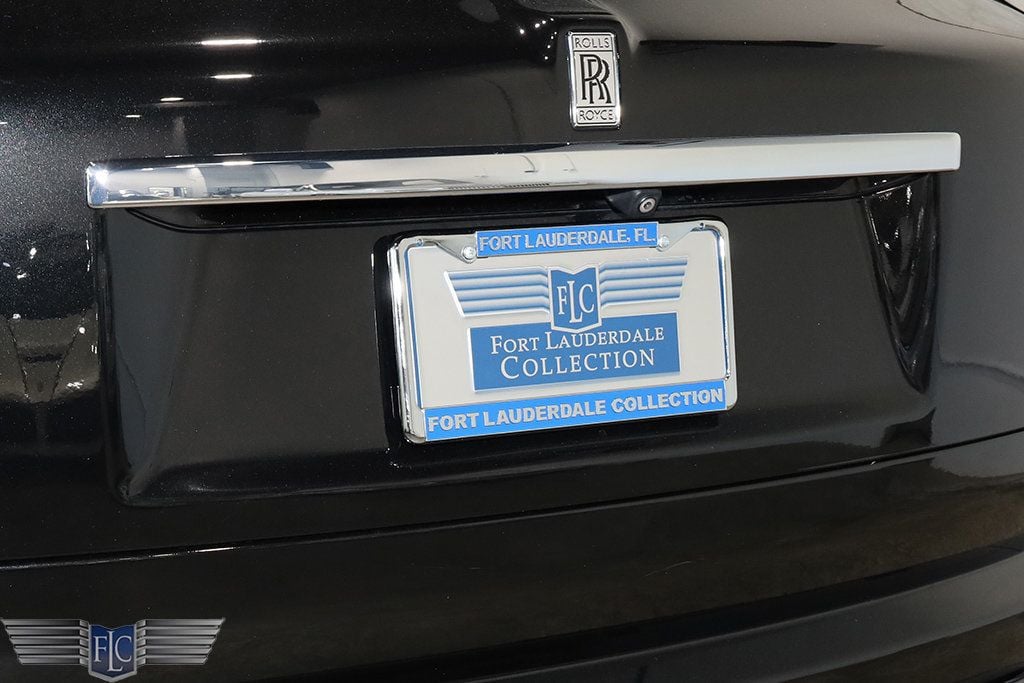 ROLLS
RR
ROYCE
FORT LAUDERDALE, FL.
FLC
FORT LAUDERDALE
COLLECTION
FORT LAUDERDALE COLLECTION
FLC